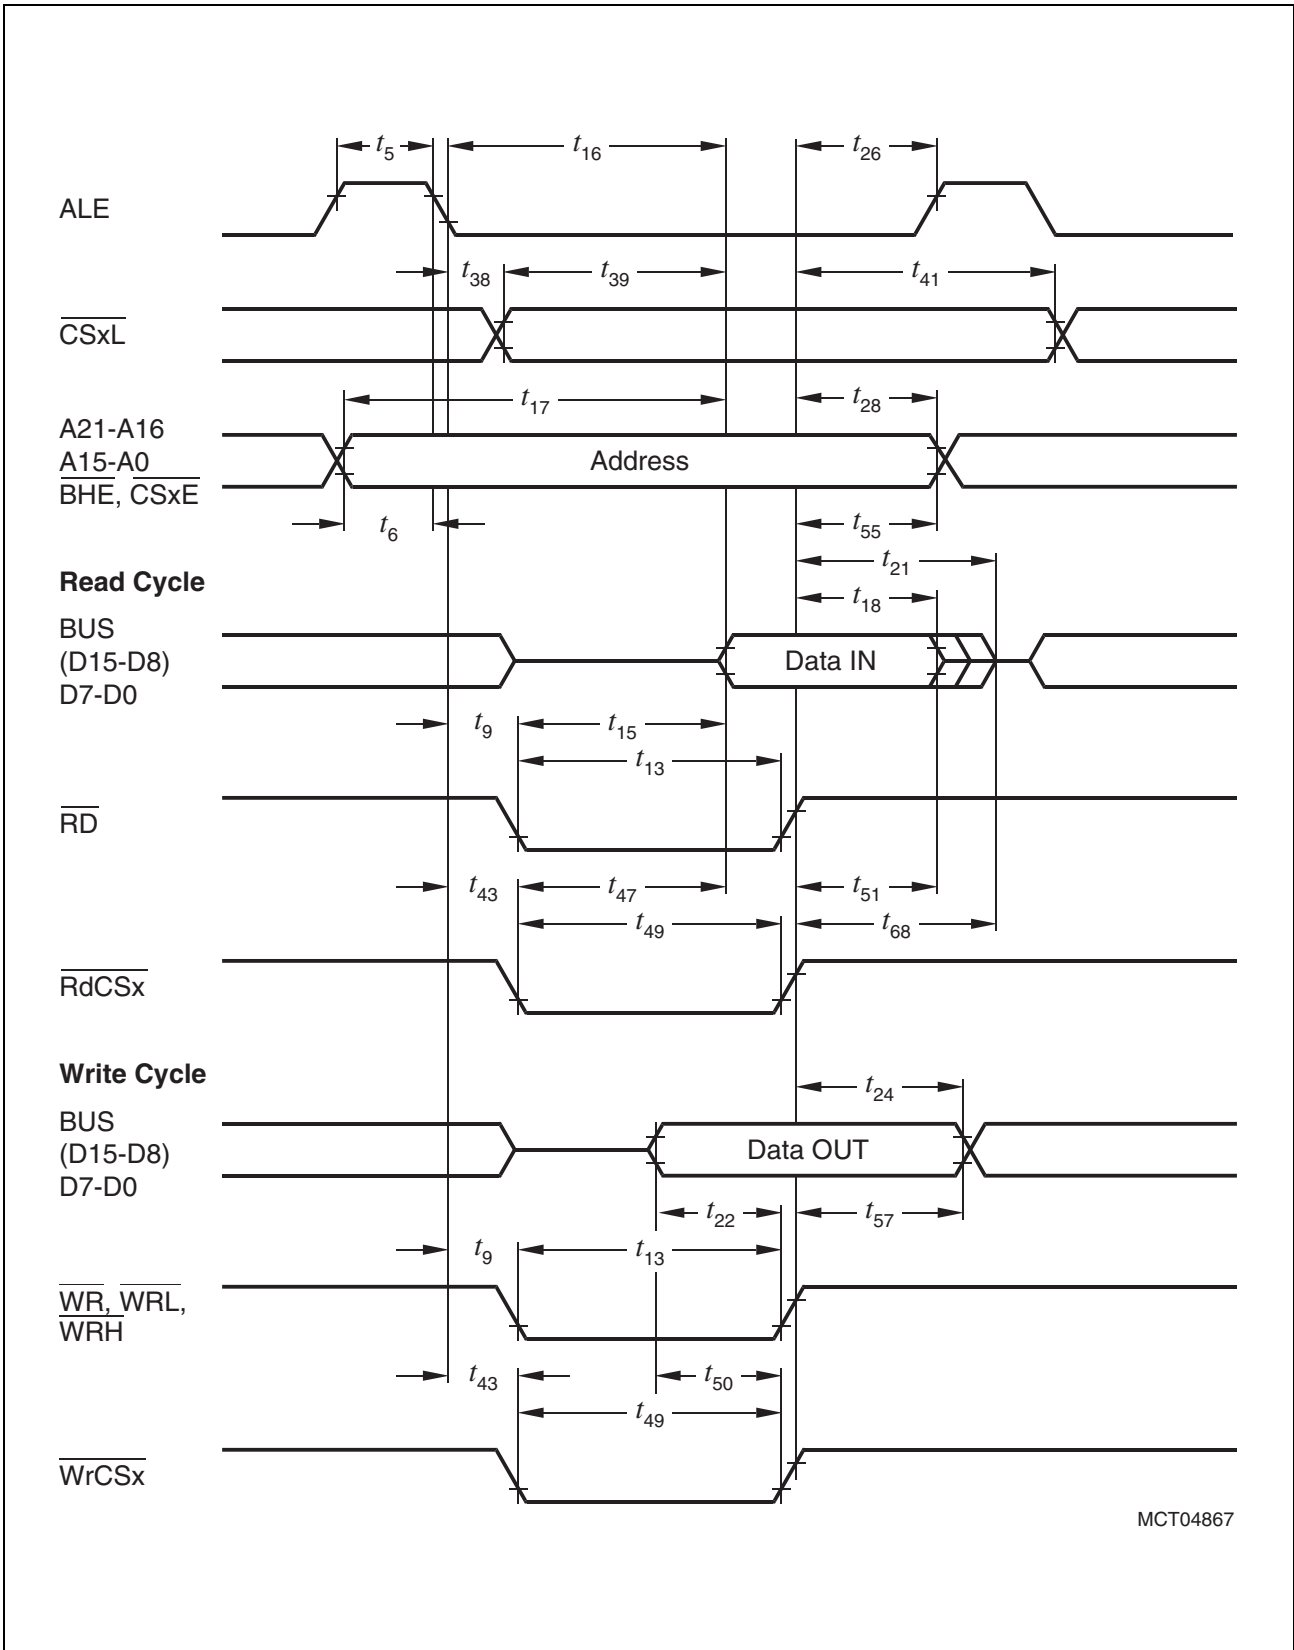 t5 t16 t26
ALE
t38 t39 t41
CSxL
t17 t28
A21-A16
A15-A0
BHE, CSxE
Address
t6 t55
t21
Read Cycle
t18
BUS
(D15-D8)
D7-D0
Data IN
t9 t15
t13
RD
t43 t47 t51
t49 t68
RdCSx
Write Cycle
t24
BUS
(D15-D8)
D7-D0
Data OUT
t22 t57
t9 t13
WR, WRL,
WRH
t43 t50
t49
WrCSx
MCT04867